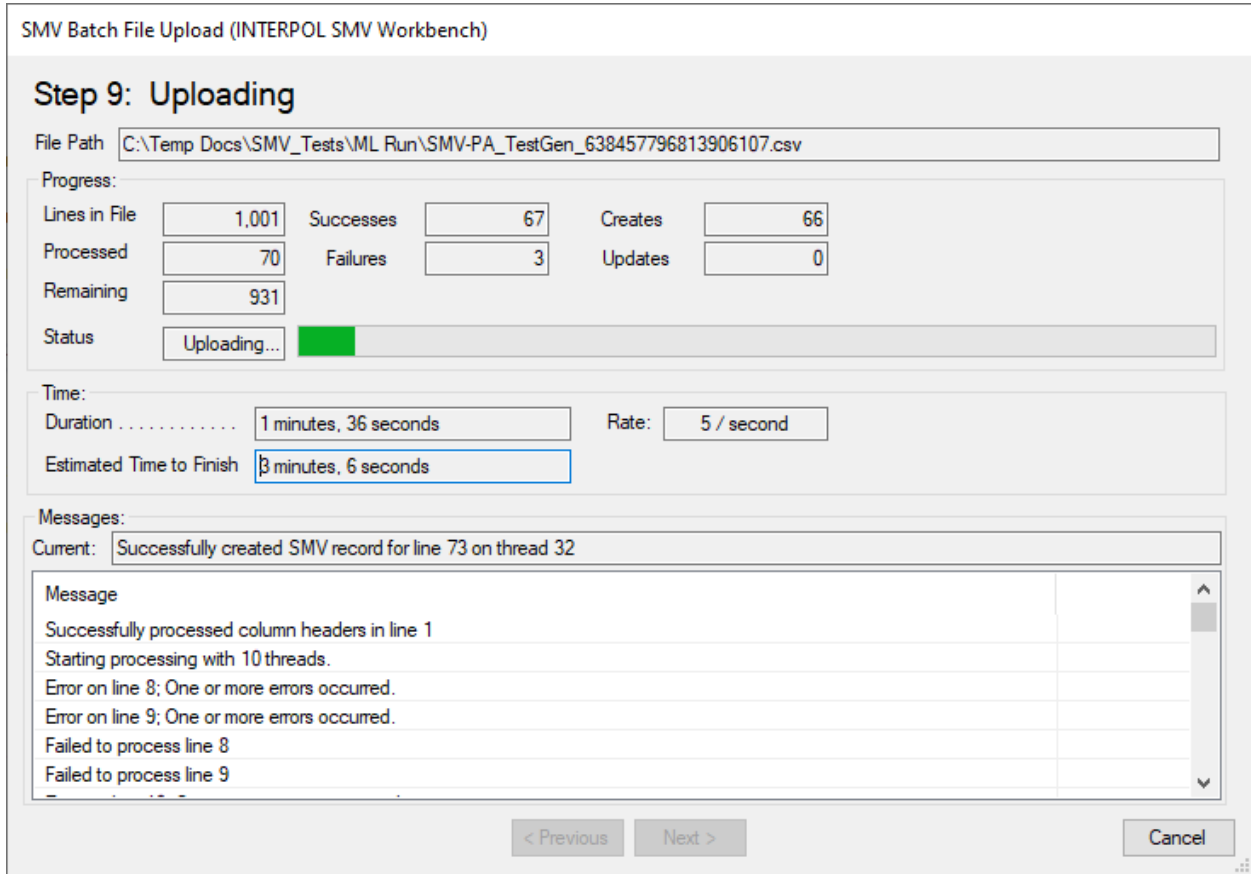 SMV Batch File Upload (INTERPOL SMV Workbench)
Step 9: Uploading
File Path C:\Temp Docs\SMV_Tests\ML Run\SMV-PA_TestGen_638457796813906107.csv
Progress:
Lines in File 1,001 Successes 67 Creates 66
Processed 70 Failures 3 Updates 0
Remaining 931
Status Uploading...
Time:
Duration . . . . . . . . . . . . 1 minutes, 36 seconds Rate: 5 / second
Estimated Time to Finish 3 minutes, 6 seconds
Messages:
Current: Successfully created SMV record for line 73 on thread 32
Message
Successfully processed column headers in line 1
Starting processing with 10 threads.
Error on line 8; One or more errors occurred.
Error on line 9; One or more errors occurred.
Failed to process line 8
Failed to process line 9
< Previous Next > Cancel